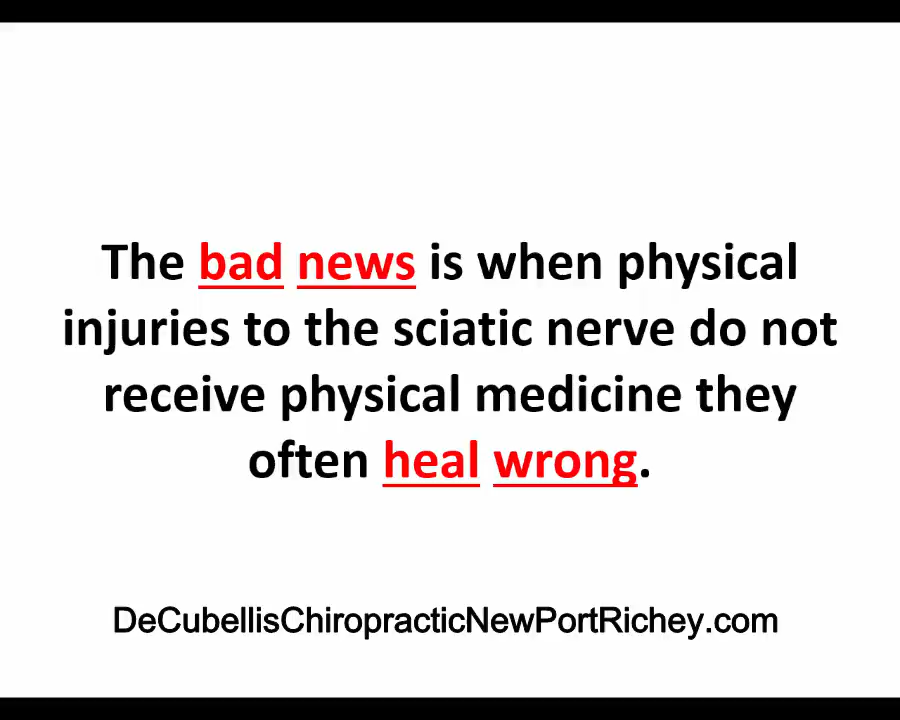 The bad news is when physical
injuries to the sciatic nerve do not
receive physical medicine they
often heal wrong.
DeCubellisChiropracticNewPortRichey.com